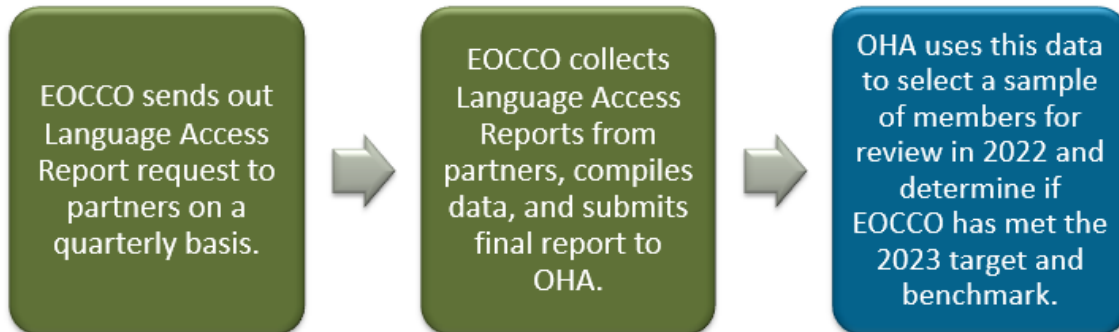 EOCCO sends out
Language Access
Report request to
partners on a
quarterly basis.
EOCCO collects
Language Access
Reports from
partners, compiles
data, and submits
final report to
OHA.
OHA uses this data
to select a sample
of members for
review in 2022 and
determine if
EOCCO has met the
2023 target and
benchmark.